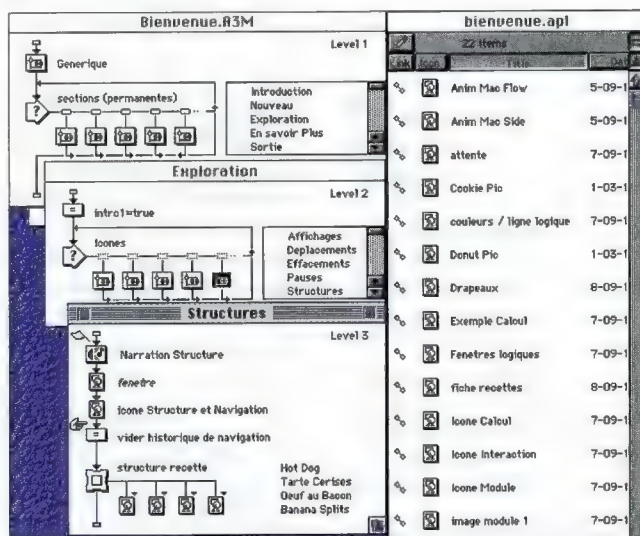 Bienvenue.A3M
Level 1
Generique
sections (permanentes)
?
Introduction
Nouveau
Exploration
En savoir Plus
Sortie
Exploration
Level 2
=
intro1=true
Icones
?
Affichages
Deplacements
Effacements
Pauses
Structures
Structures
Level 3
Narration Structure
fenetre
icone Structure et Navigation
=
vider historique de navigation
structure recette
Hot Dog
Tarte Cerises
Oeuf au Bacon
Banana Splits
bienvenue.apl
22 items
Link Icon Title
Anim Mac Flow 5-09-1
Anim Mac Side 5-09-1
attente 7-09-1
Cookie Pic 1-03-1
couleurs / ligne logique 7-09-1
Donut Pic 1-03-1
Drapeaux 8-09-1
Exemple Calcul 7-09-1
Fenetres logiques 7-09-1
fiche recettes 8-09-1
Icone Calcul 7-09-1
Icone Interaction 7-09-1
Icone Module 7-09-1
image module 1 7-09-1